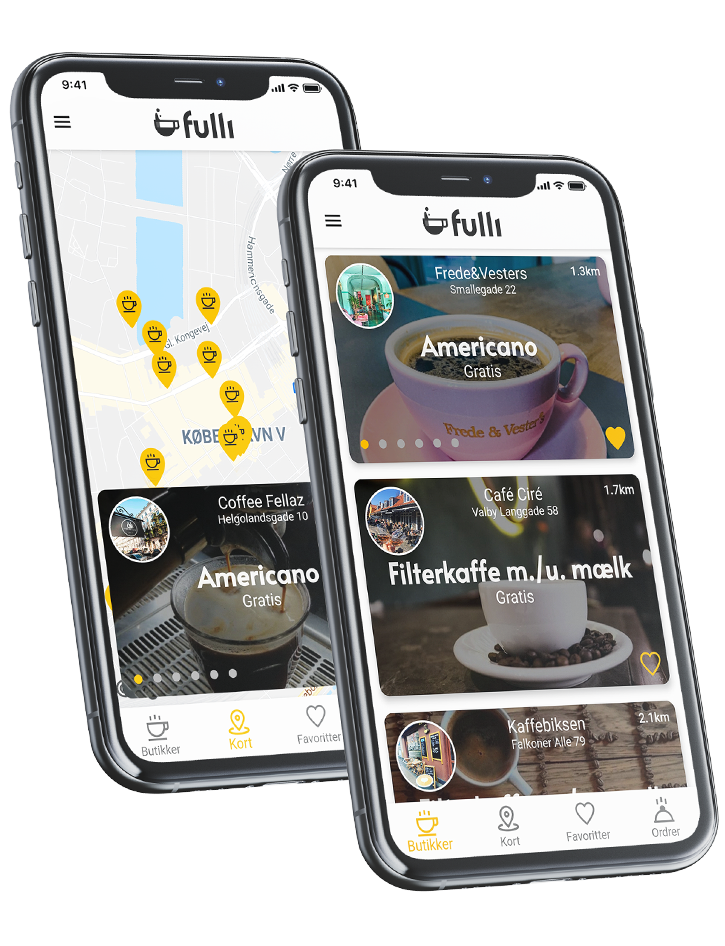 9:41
fulli
Nørre
Hammerichsgade
Gl. Kongevej
KØBE
VN V
Coffee Fellaz
Helgolandsgade 10
Americano
Gratis
Butikker
Kort
Favoritter
9:41
fulli
Frede&Vesters
1.3km
Smallegade 22
Americano
Gratis
Frede & Vester's
Café Ciré
1.7km
Valby Langgade 58
Filterkaffe m./u. mælk
Gratis
Kaffebiksen
2.1km
Falkoner Alle 79
Butikker
Kort
Favoritter
Ordrer